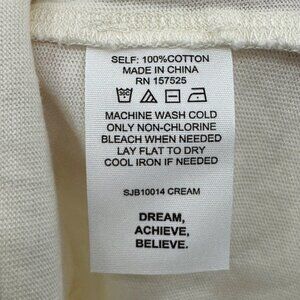 SELF: 100%COTTON
MADE IN CHINA
RN 157525
MACHINE WASH COLD
ONLY NON-CHLORINE
BLEACH WHEN NEEDED
LAY FLAT TO DRY
COOL IRON IF NEEDED
SJB10014 CREAM
DREAM,
ACHIEVE,
BELIEVE.